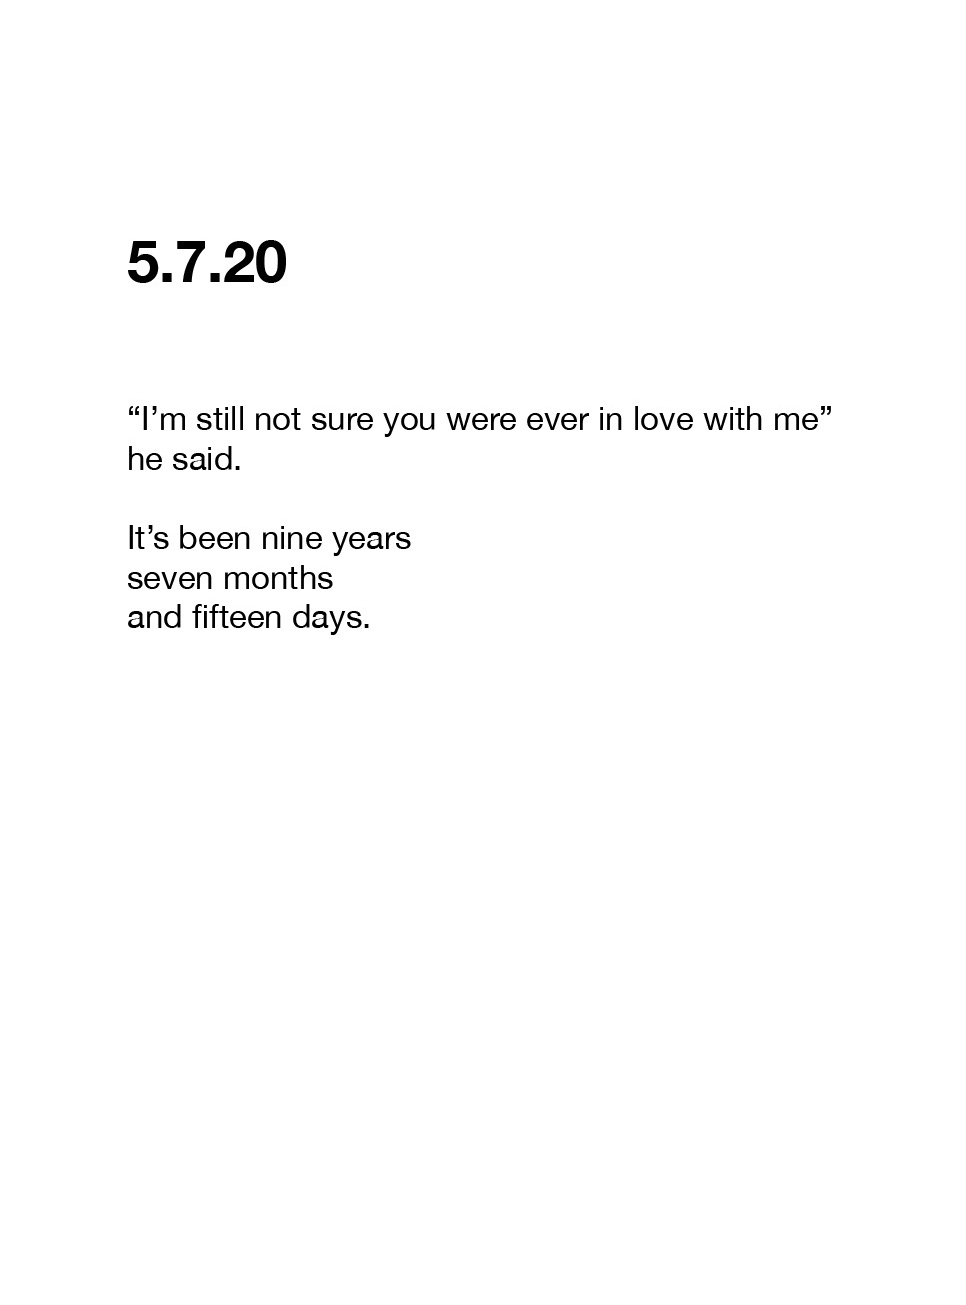 5.7.20
“I’m still not sure you were ever in love with me”
he said.
It’s been nine years
seven months
and fifteen days.